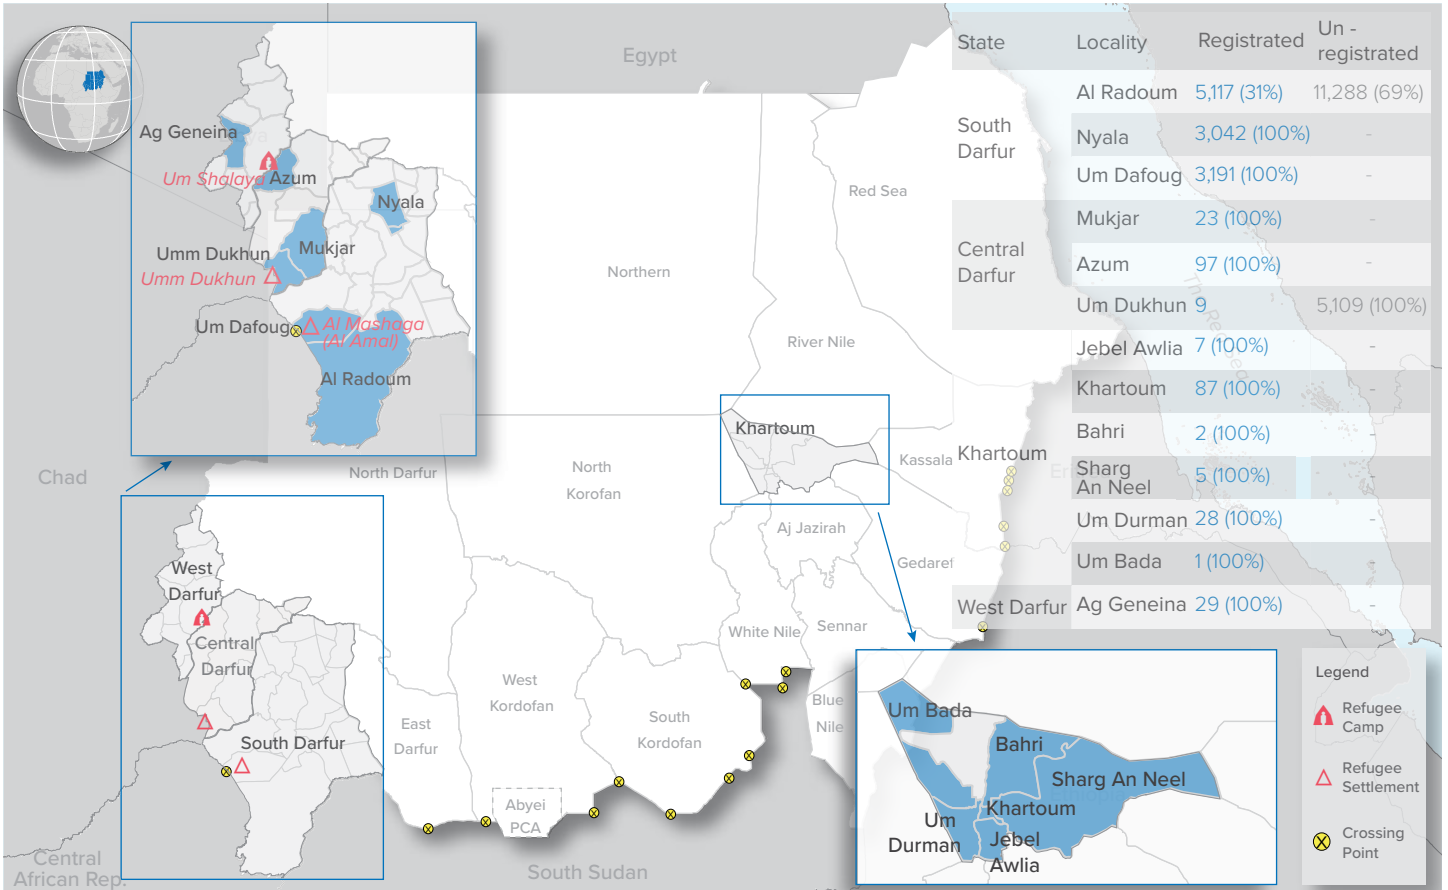 Egypt
State Locality Registrated Un -
registrated
South
Darfur
Al Radoum 5,117 (31%) 11,288 (69%)
Nyala 3,042 (100%) -
Um Dafoug 3,191 (100%) -
Central
Darfur
Mukjar 23 (100%) -
Azum 97 (100%) -
Um Dukhun 9 5,109 (100%)
Khartoum
Jebel Awlia 7 (100%) -
Khartoum 87 (100%) -
Bahri 2 (100%) -
Sharg
An Neel 5 (100%) -
Um Durman 28 (100%) -
Um Bada 1 (100%) -
West Darfur Ag Geneina 29 (100%) -
Ag Geneina
Um Shalaya
Azum
Nyala
Mukjar
Umm Dukhun
Umm Dukhun
Um Dafoug
Al Mashaga
(Al Amal)
Al Radoum
Red Sea
Northern
River Nile
The Red Sea
Khartoum
Kassala
Chad
North Darfur
North
Korofan
Aj Jazirah
Gedaref
West
Darfur
Central
Darfur
South Darfur
White Nile
Sennar
West
Kordofan
South
Kordofan
East
Darfur
Blue
Nile
Abyei
PCA
Central
African Rep.
South Sudan
Um Bada
Bahri
Sharg An Neel
Khartoum
Um
Durman
Jebel
Awlia
Legend
Refugee
Camp
Refugee
Settlement
Crossing
Point